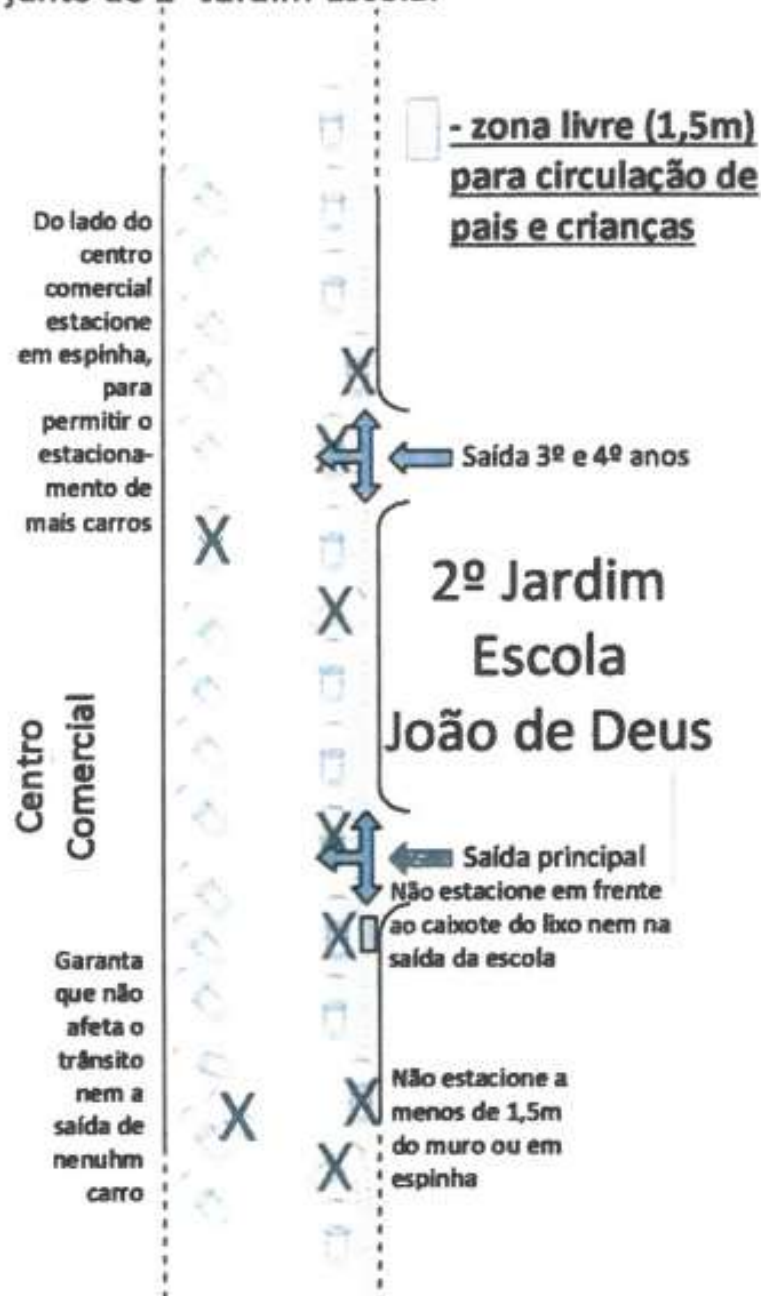 - zona livre (1,5m)
para circulação de
pais e crianças
Do lado do
centro
comercial
estacione
em espinha,
para
permitir o
estaciona-
mento de
mais carros
Saída 3º e 4º anos
2º Jardim
Escola
João de Deus
Centro
Comercial
Saída principal
Não estacione em frente
ao caixote do lixo nem na
saída da escola
Garanta
que não
afeta o
trânsito
nem a
saída de
nenuhm
carro
Não estacione a
menos de 1,5m
do muro ou em
espinha